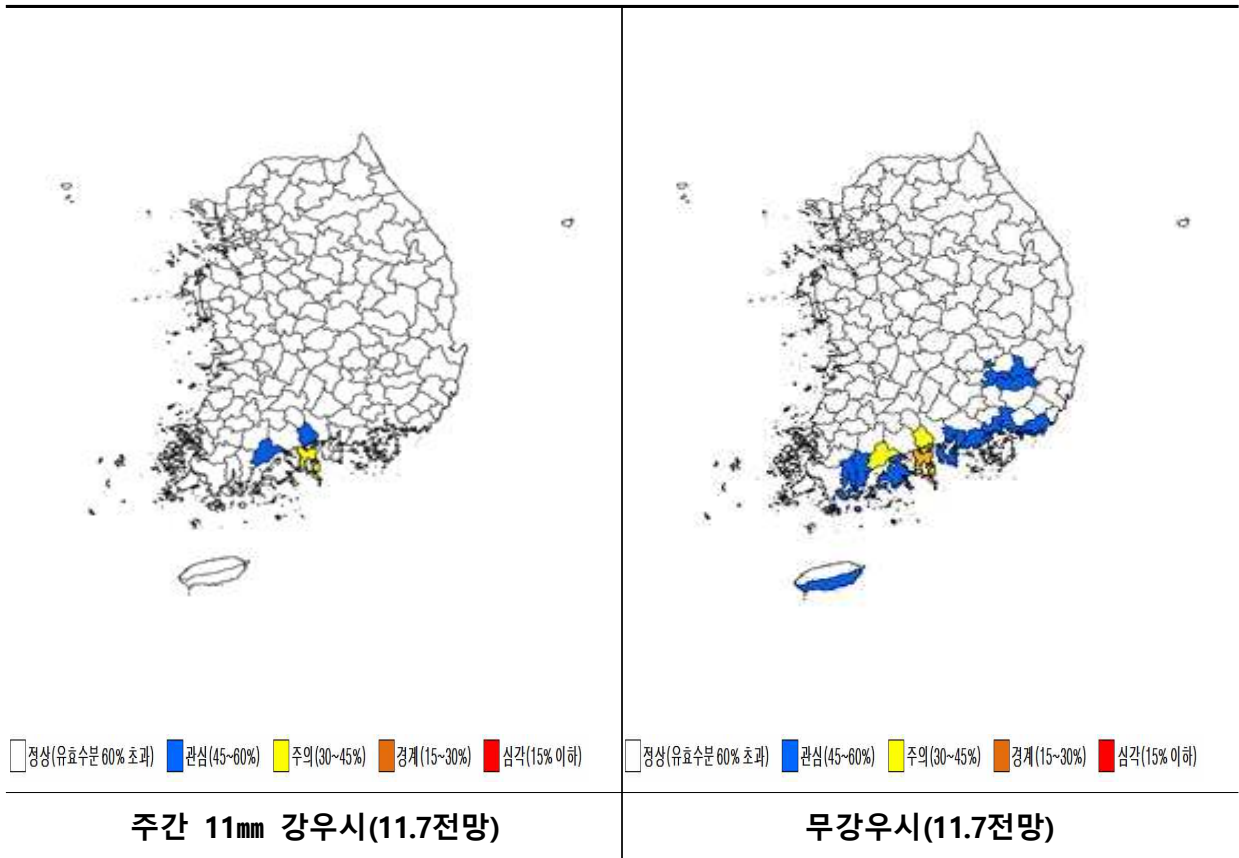 정상(유효수분 60% 초과) 관심(45~60%) 주의(30~45%) 경계(15~30%) 심각(15% 이하)
정상(유효수분 60% 초과) 관심(45~60%) 주의(30~45%) 경계(15~30%) 심각(15% 이하)
주간 11㎜ 강우시(11.7전망)
무강우시(11.7전망)